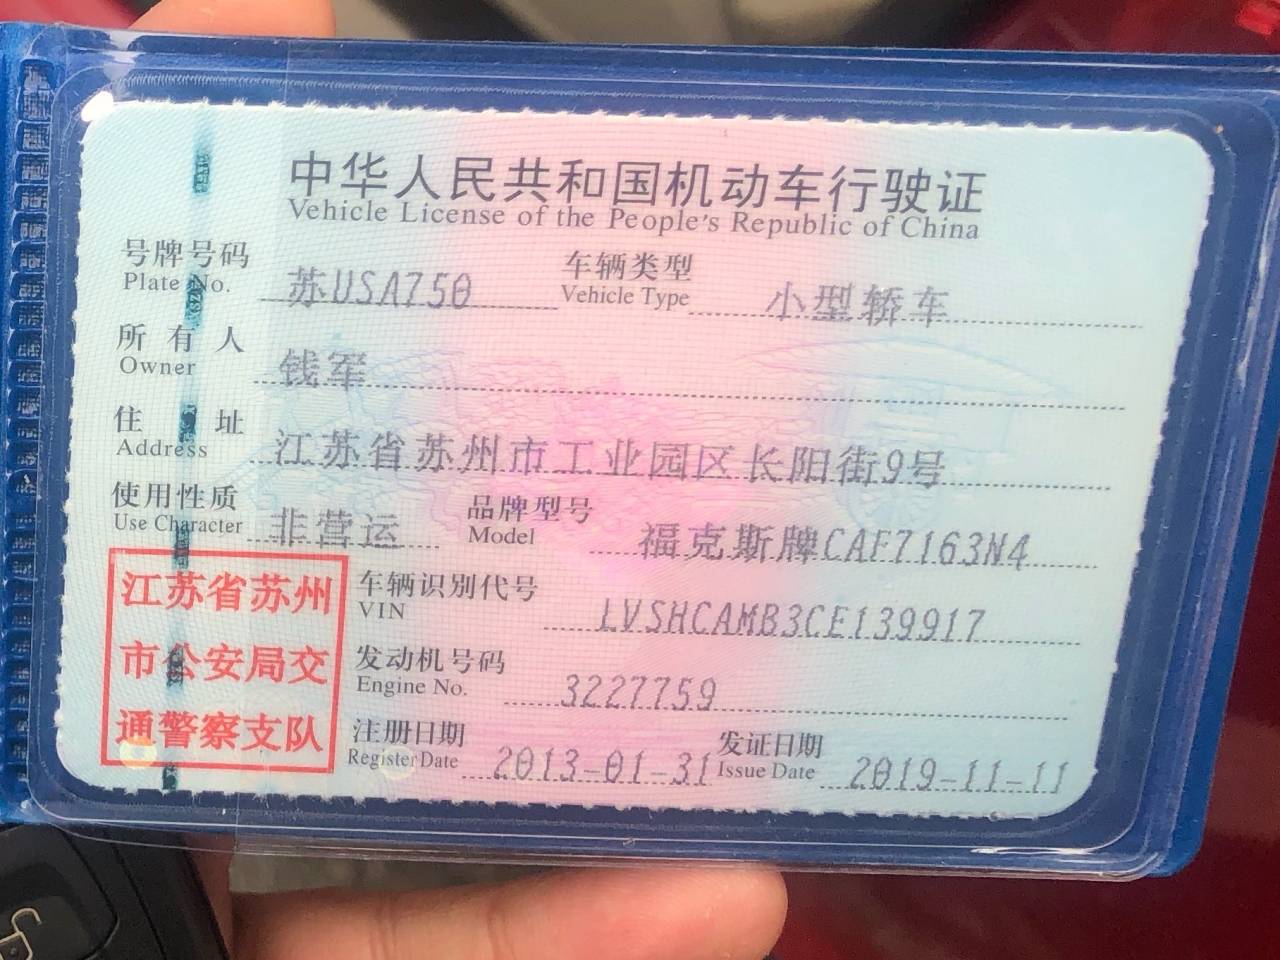 中华人民共和国机动车行驶证
Vehicle License of the People's Republic of China
号牌号码 苏USA750 车辆类型 小型轿车
Plate No. Vehicle Type
所有人 钱军
Owner
住址 江苏省苏州市工业园区长阳街9号
Address
使用性质 非营运 品牌型号 福克斯牌CAF7163N4
Use Character Model
江苏省苏州
市公安局交
通警察支队
车辆识别代号 LVSHCAMB3CE139917
VIN
发动机号码 3227759
Engine No.
注册日期 2013-01-31 发证日期 2019-11-11
Register Date Issue Date